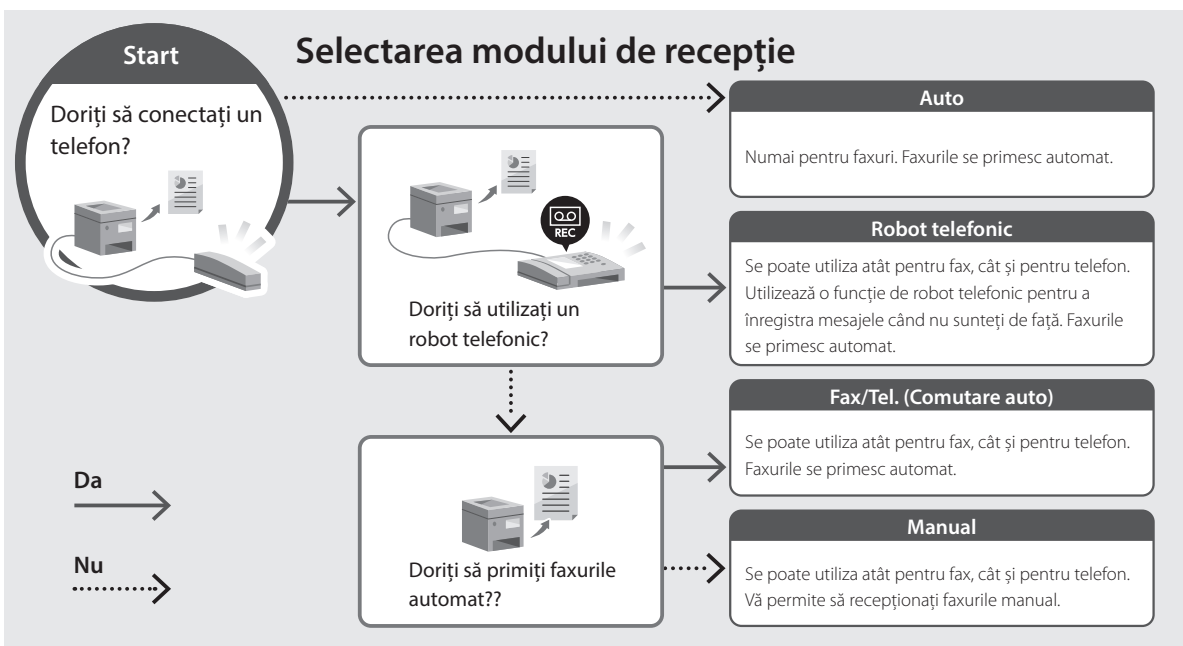 Selectarea modului de recepție
Start
Doriți să conectați un
telefon?
Auto
Numai pentru faxuri. Faxurile se primesc automat.
REC
Doriți să utilizați un
robot telefonic?
Robot telefonic
Se poate utiliza atât pentru fax, cât și pentru telefon.
Utilizează o funcție de robot telefonic pentru a
înregistra mesajele când nu sunteți de față. Faxurile
se primesc automat.
Fax/Tel. (Comutare auto)
Se poate utiliza atât pentru fax, cât și pentru telefon.
Faxurile se primesc automat.
Da
Nu
Doriți să primiți faxurile
automat??
Manual
Se poate utiliza atât pentru fax, cât și pentru telefon.
Vă permite să recepționați faxurile manual.